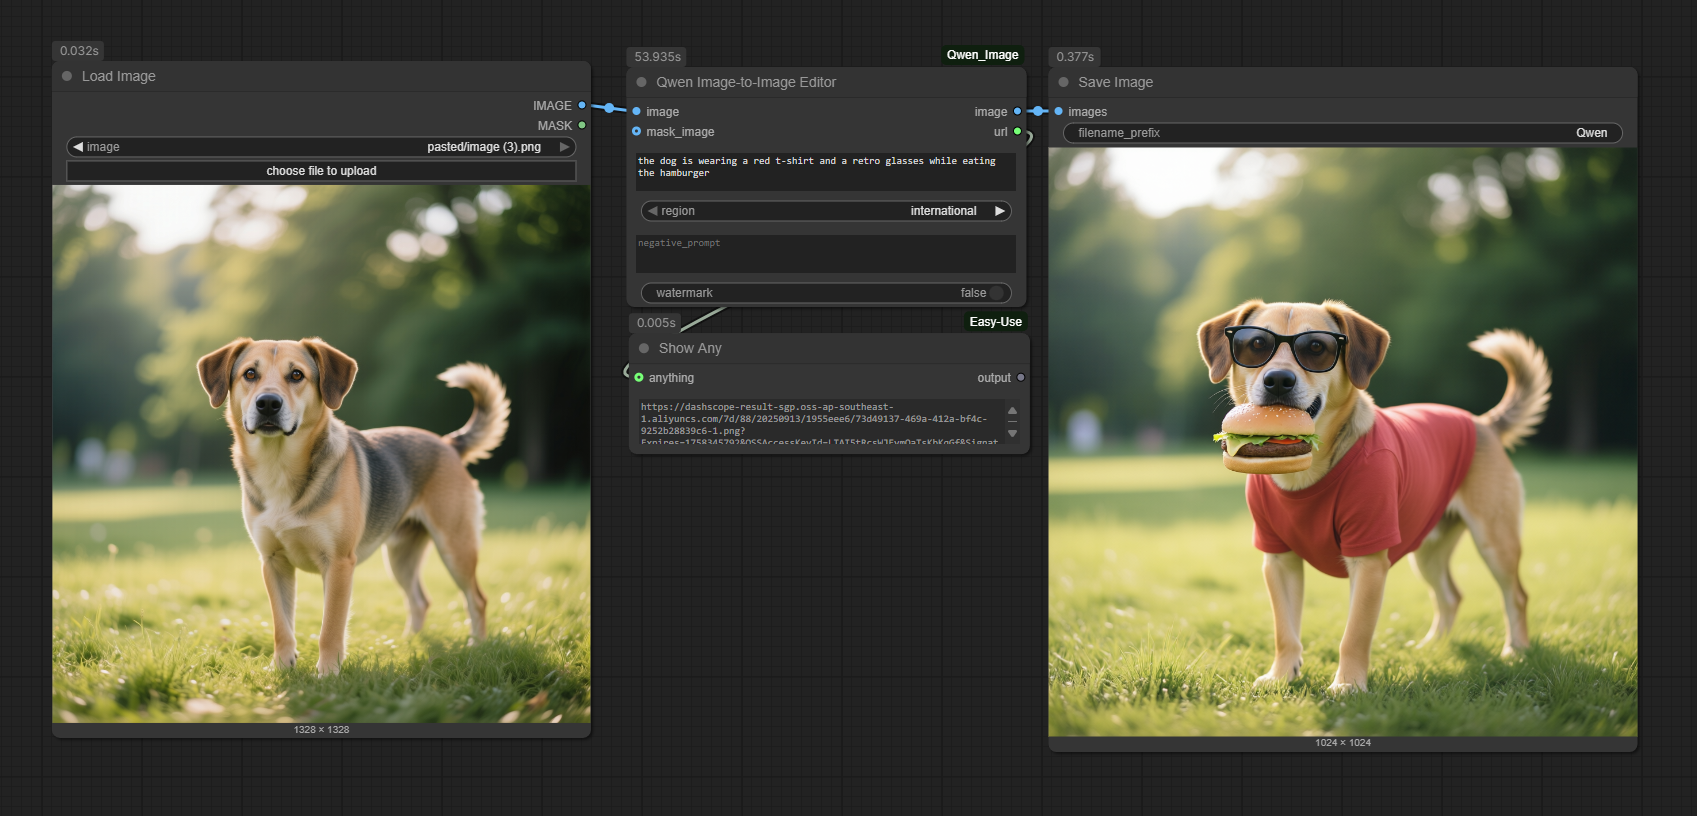 0.032s
Load Image
IMAGE
MASK
image pasted/image (3).png
choose file to upload
1328 × 1328
53.935s
Qwen_Image
Qwen Image-to-Image Editor
image image
mask_image url
the dog is wearing a red t-shirt and a retro glasses while eating
the hamburger
region international
negative_prompt
watermark false
0.005s
Easy-Use
Show Any
anything output
https://dashscope-result-sgp.oss-ap-southeast-
1.aliyuncs.com/7d/88/20250913/1955eee6/73d49137-469a-412a-bf4c-
9252b28839c6-1.png?
0.377s
Save Image
images
filename_prefix Qwen
1024 × 1024